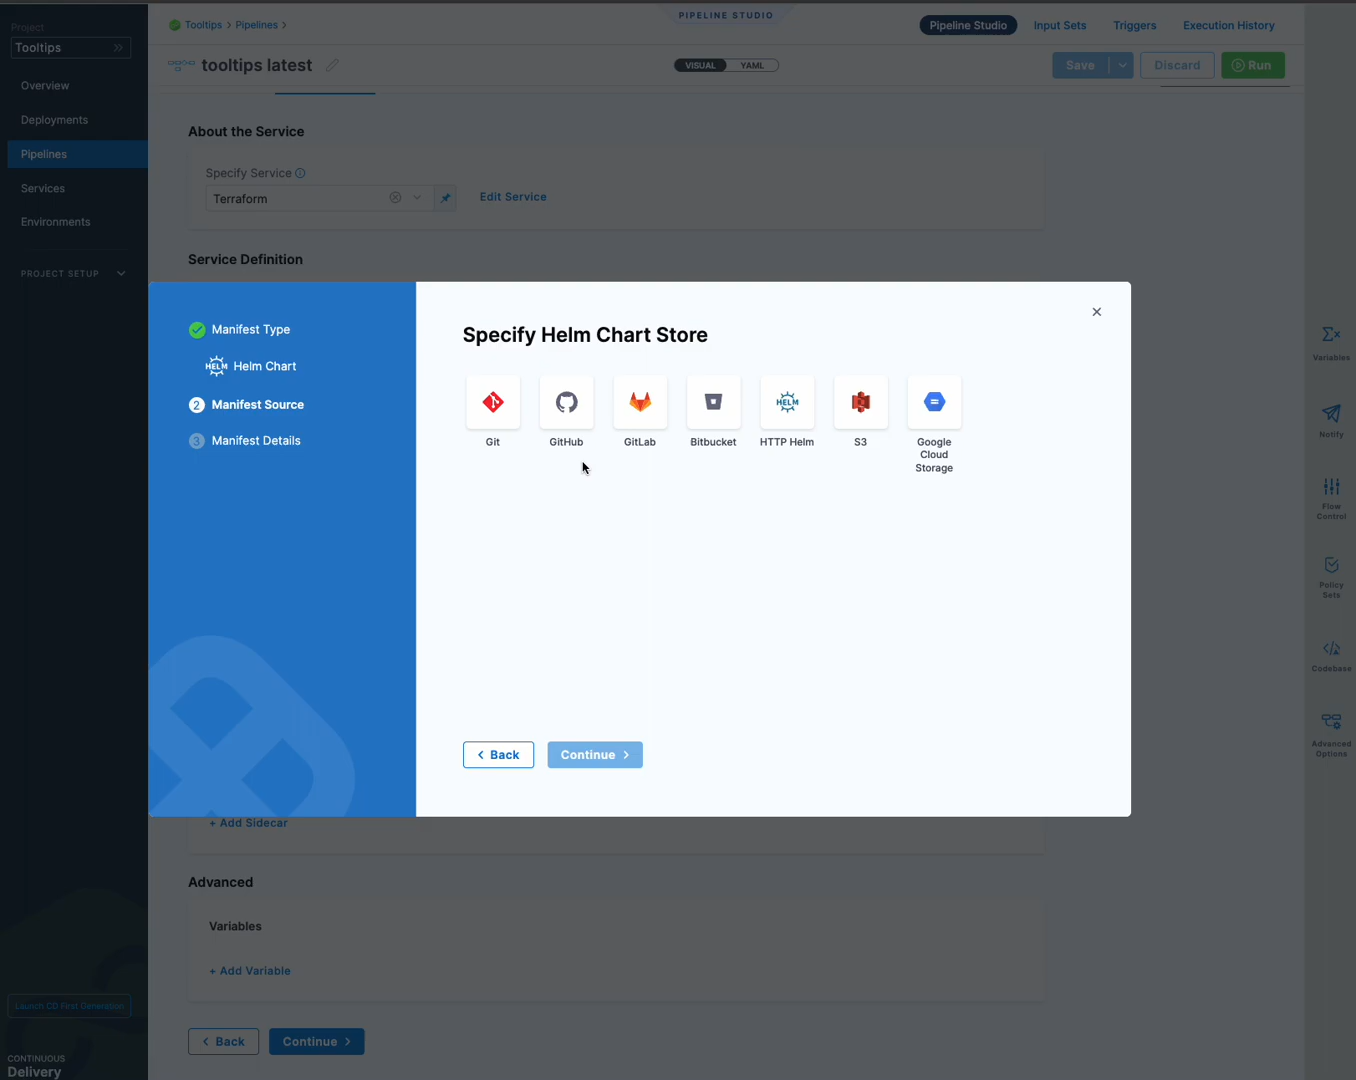 Project
Tooltips
Overview
Deployments
Pipelines
Services
Environments
PROJECT SETUP
Launch CD First Generation
CONTINUOUS
Delivery
Tooltips > Pipelines >
PIPELINE STUDIO
Pipeline Studio
Input Sets
Triggers
Execution History
tooltips latest
VISUAL
YAML
Save
Discard
Run
About the Service
Specify Service
Terraform
Edit Service
Service Definition
Manifest Type
HELM Helm Chart
2 Manifest Source
3 Manifest Details
Specify Helm Chart Store
HELM
Git
GitHub
GitLab
Bitbucket
HTTP Helm
S3
Google
Cloud
Storage
< Back
Continue >
+ Add Sidecar
Advanced
Variables
+ Add Variable
< Back
Continue >
Variables
Notify
Flow
Control
Policy
Sets
Codebase
Advanced
Options